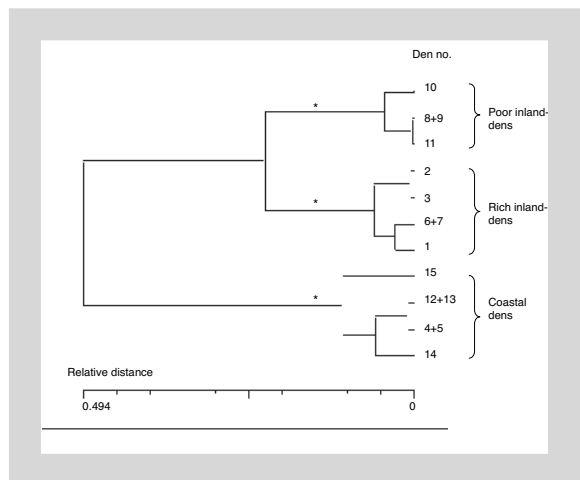 Den no.
10
8+9
11
Poor inland-
dens
2
3
6+7
1
Rich inland-
dens
15
12+13
4+5
14
Coastal
dens
*
*
*
Relative distance
0.494
0